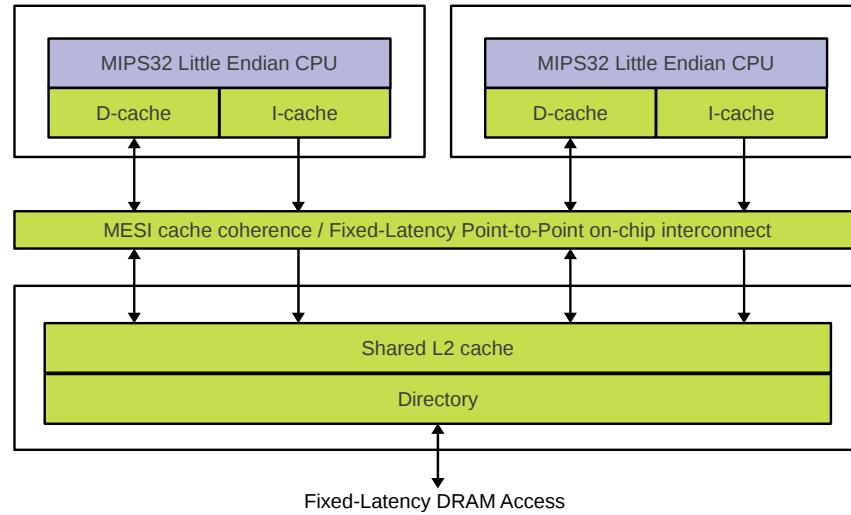 MIPS32 Little Endian CPU
MIPS32 Little Endian CPU
D-cache
I-cache
D-cache
I-cache
MESI cache coherence / Fixed-Latency Point-to-Point on-chip interconnect
Shared L2 cache
Directory
Fixed-Latency DRAM Access